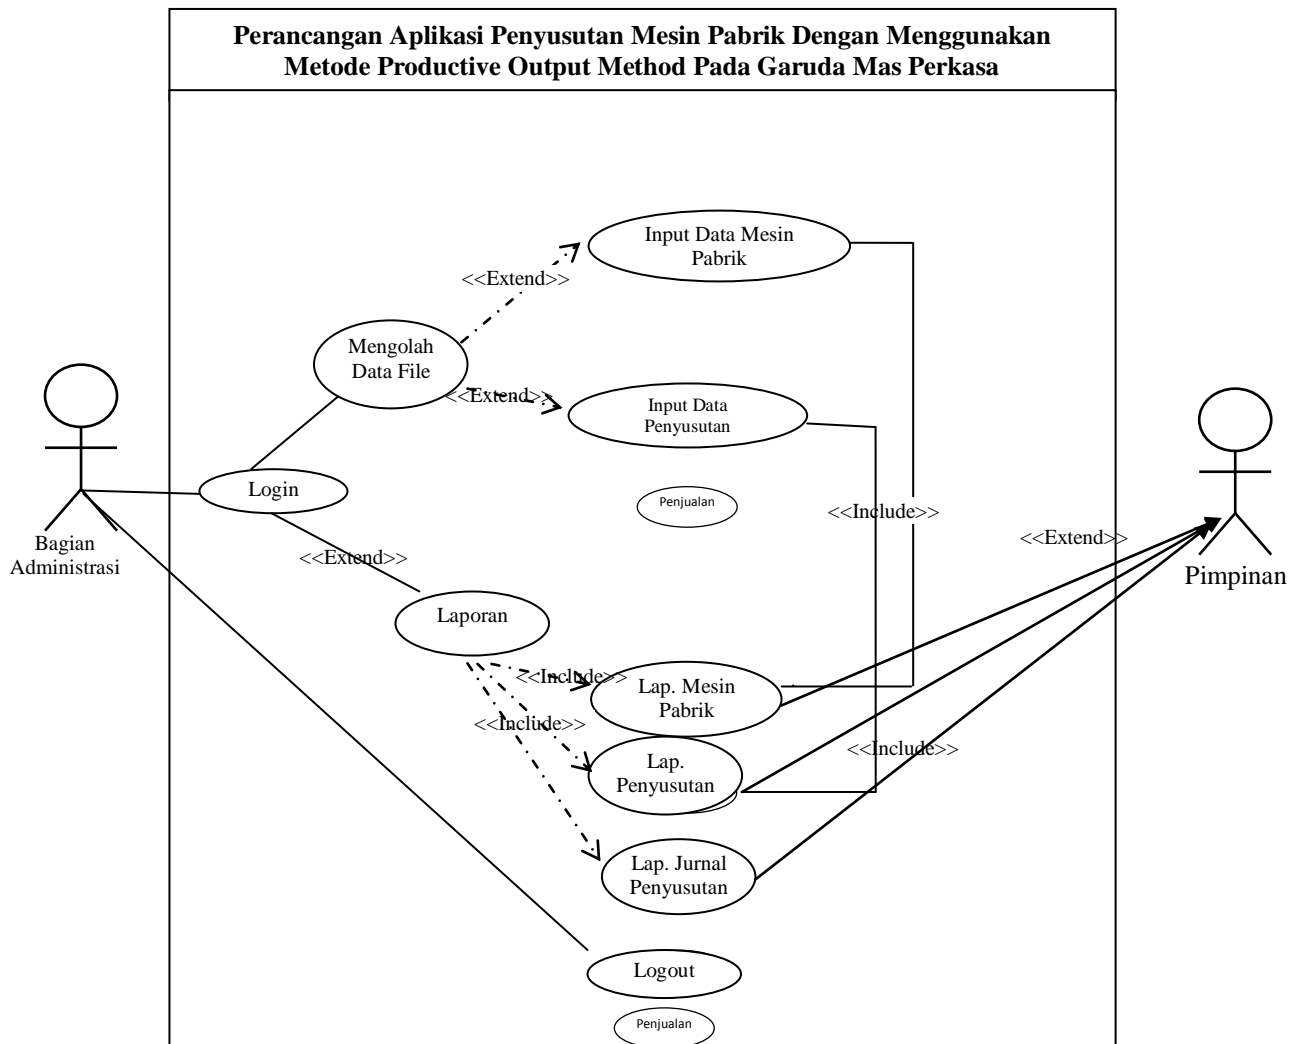 Perancangan Aplikasi Penyusutan Mesin Pabrik Dengan Menggunakan
Metode Productive Output Method Pada Garuda Mas Perkasa
Input Data Mesin
Pabrik
<<Extend>>
Mengolah
Data File
<<Extend>>
Input Data
Penyusutan
Login
Penjualan
<<Include>>
<<Extend>>
Bagian
Administrasi
<<Extend>>
Pimpinan
Laporan
<<Include>>
Lap. Mesin
Pabrik
<<Include>>
<<Include>>
Lap.
Penyusutan
Lap. Jurnal
Penyusutan
Logout
Penjualan